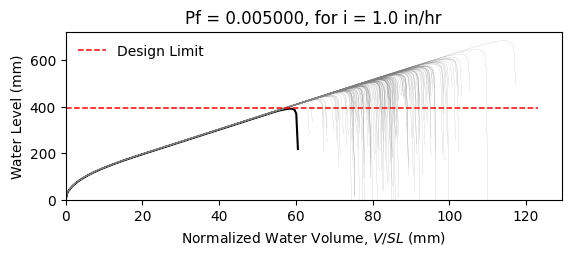 Pf = 0.005000, for i = 1.0 in/hr
Design Limit
Water Level (mm)
600
400
200
0
0 20 40 60 80 100 120
Normalized Water Volume, V/SL (mm)